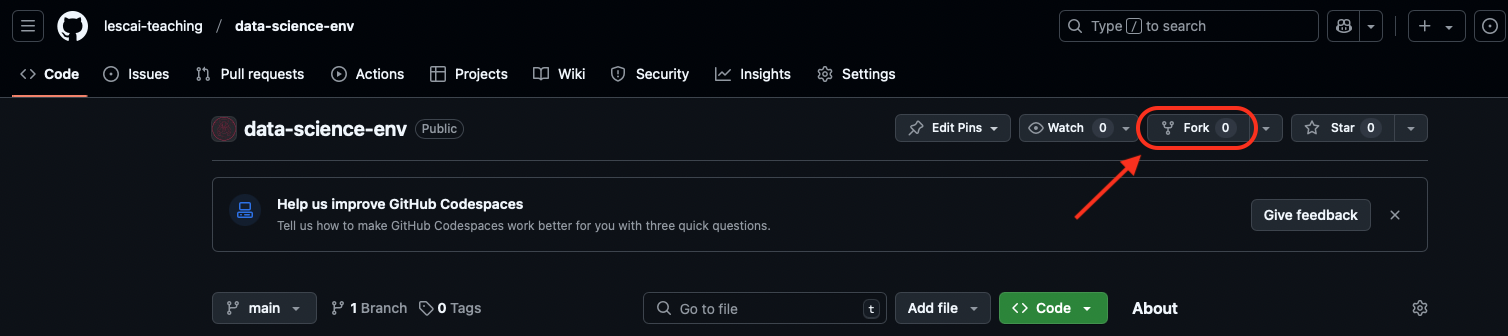 lescai-teaching / data-science-env Type / to search
Code Issues Pull requests Actions Projects Wiki Security Insights Settings
data-science-env Public Edit Pins Watch 0 Fork 0 Star 0
Help us improve GitHub Codespaces
Tell us how to make GitHub Codespaces work better for you with three quick questions.
Give feedback
main 1 Branch 0 Tags Go to file t Add file Code About